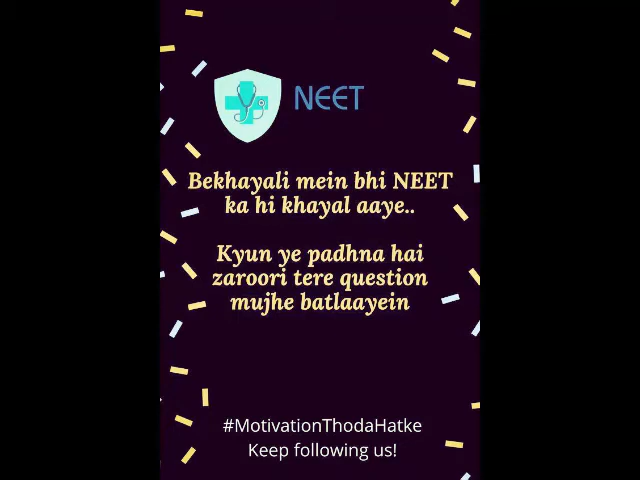 NEET
Bekhayali mein bhi NEET
ka hi khayal aaye..
Kyun ye padhna hai
zaroori tere question
mujhe batlaayein
#MotivationThodaHatke
Keep following us!